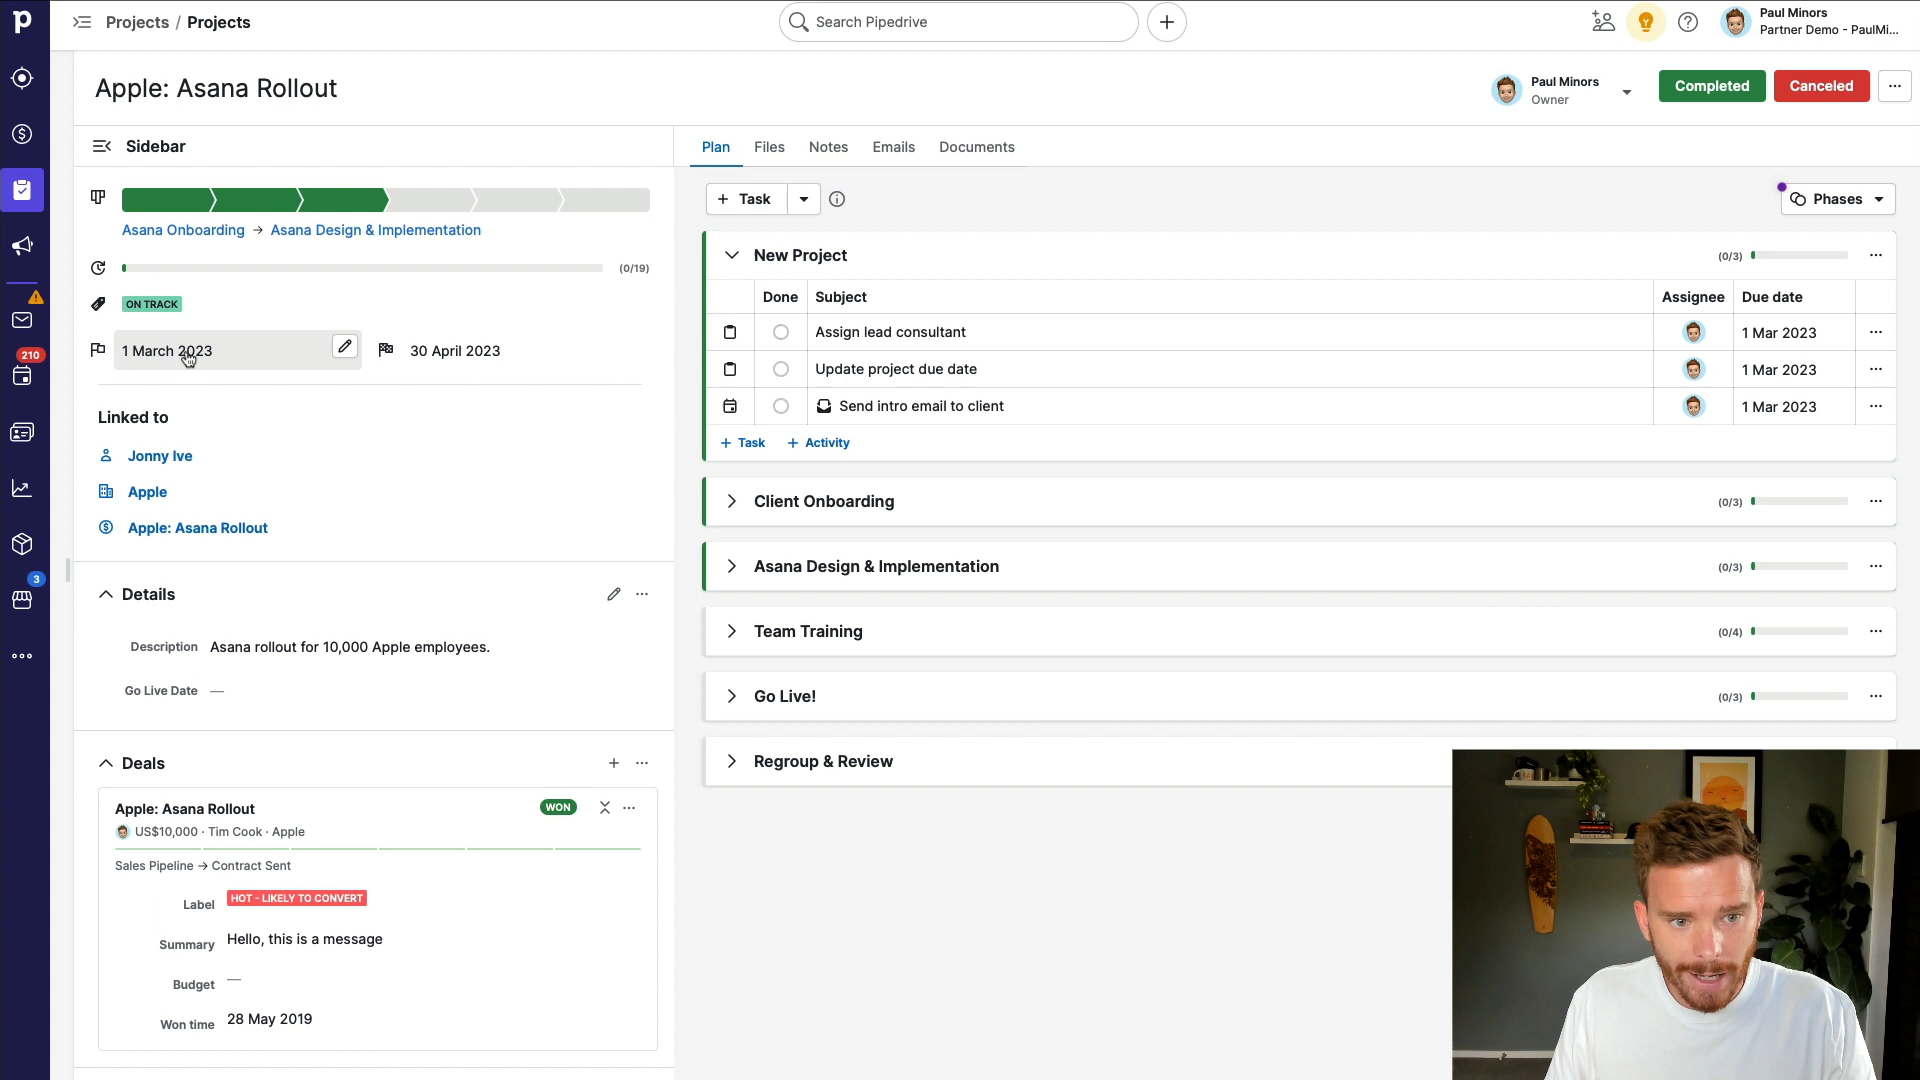 Projects / Projects
Search Pipedrive
Paul Minors
Partner Demo - PaulMi...
Apple: Asana Rollout
Paul Minors
Owner
Completed
Canceled
Sidebar
Asana Onboarding → Asana Design & Implementation
(0/19)
ON TRACK
1 March 2023
30 April 2023
Linked to
Jonny Ive
Apple
Apple: Asana Rollout
Details
Description Asana rollout for 10,000 Apple employees.
Go Live Date —
Deals
Apple: Asana Rollout
WON
US$10,000 · Tim Cook · Apple
Sales Pipeline → Contract Sent
Label HOT - LIKELY TO CONVERT
Summary Hello, this is a message
Budget —
Won time 28 May 2019
210
3
Plan Files Notes Emails Documents
+ Task
Phases
New Project (0/3)
Done Subject Assignee Due date
Assign lead consultant 1 Mar 2023
Update project due date 1 Mar 2023
Send intro email to client 1 Mar 2023
+ Task + Activity
Client Onboarding (0/3)
Asana Design & Implementation (0/3)
Team Training (0/4)
Go Live! (0/3)
Regroup & Review